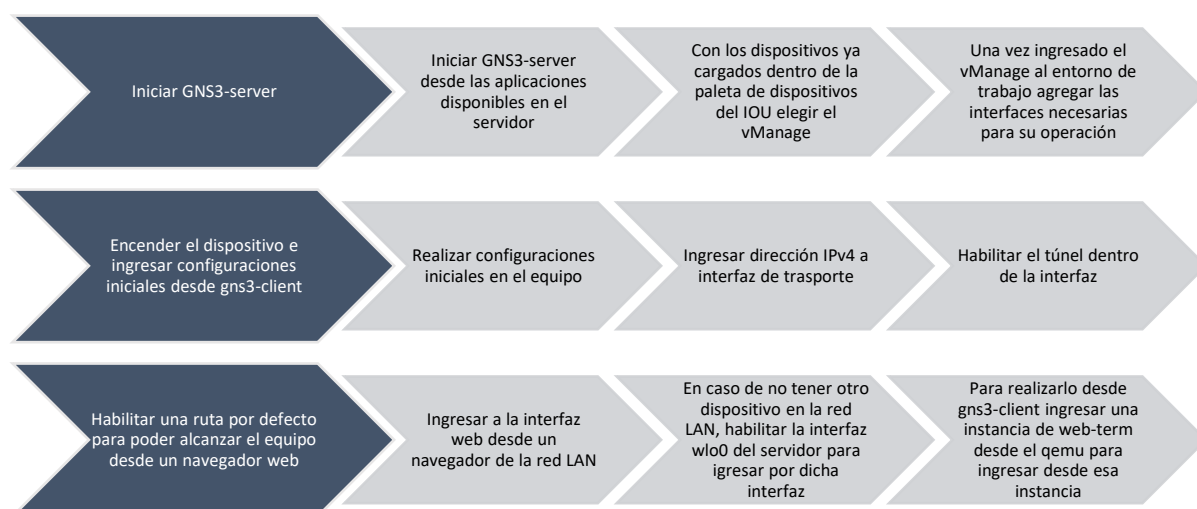 Iniciar GNS3-server
Iniciar GNS3-server
desde las aplicaciones
disponibles en el
servidor
Con los dispositivos ya
cargados dentro de la
paleta de dispositivos
del IOU elegir el
vManage
Una vez ingresado el
vManage al entorno de
trabajo agregar las
interfaces necesarias
para su operación
Encender el dispositivo e
ingresar configuraciones
iniciales desde gns3-client
Realizar configuraciones
iniciales en el equipo
Ingresar dirección IPv4 a
interfaz de trasporte
Habilitar el túnel dentro
de la interfaz
Habilitar una ruta por defecto
para poder alcanzar el equipo
desde un navegador web
Ingresar a la interfaz
web desde un
navegador de la red LAN
En caso de no tener otro
dispositivo en la red
LAN, habilitar la interfaz
wlo0 del servidor para
igresar por dicha
interfaz
Para realizarlo desde
gns3-client ingresar una
instancia de web-term
desde el qemu para
ingresar desde esa
instancia